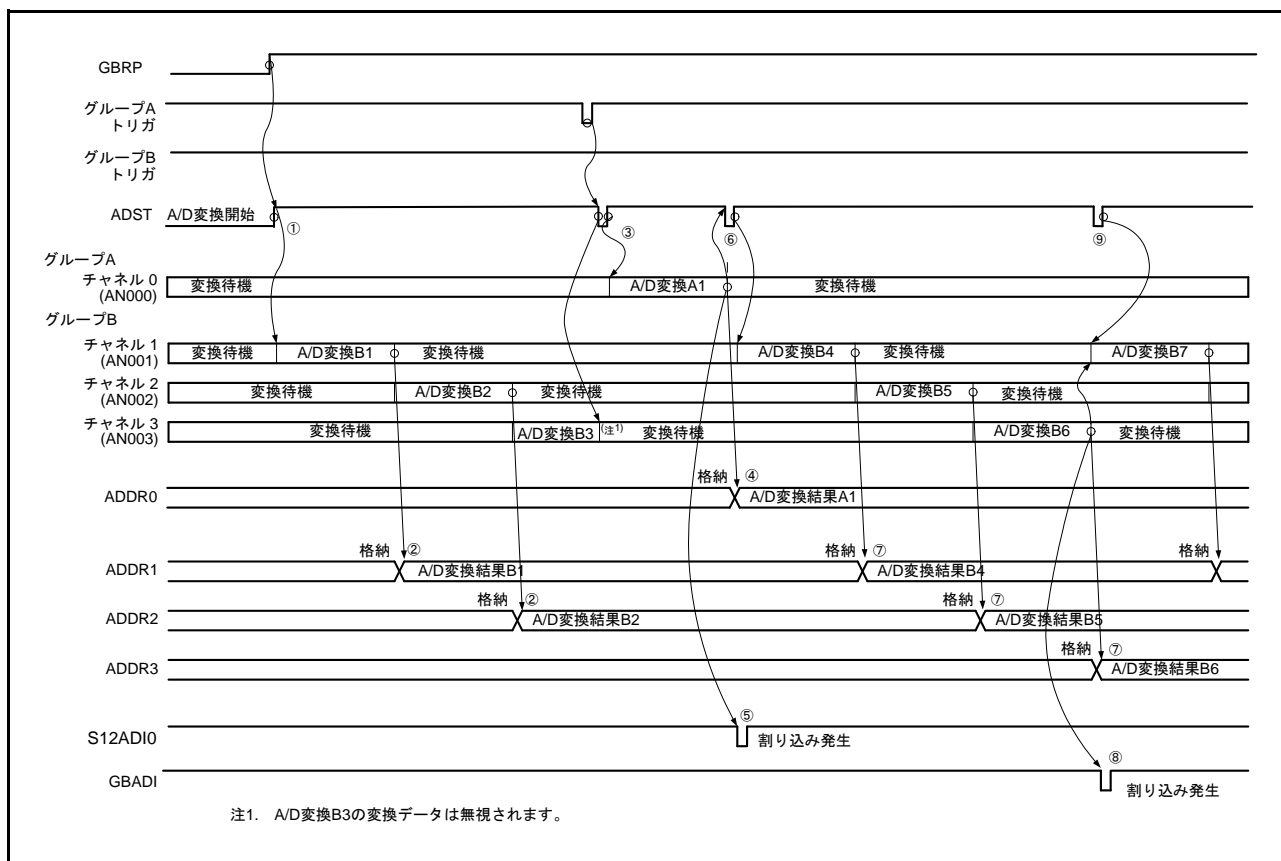 GBRP
グループA
トリガ
グループB
トリガ
ADST A/D変換開始 ① ③ ⑥ ⑨
グループA
チャネル 0
(AN000)
変換待機 A/D変換A1 変換待機
グループB
チャネル 1
(AN001)
変換待機 A/D変換B1 変換待機 A/D変換B4 変換待機 A/D変換B7
チャネル 2
(AN002)
変換待機 A/D変換B2 変換待機 A/D変換B5 変換待機
チャネル 3
(AN003)
変換待機 A/D変換B3 (注1) 変換待機 A/D変換B6 変換待機
格納 ④
ADDR0 A/D変換結果A1
格納 ② 格納 ⑦ 格納
ADDR1 A/D変換結果B1 A/D変換結果B4
格納 ② 格納 ⑦
ADDR2 A/D変換結果B2 A/D変換結果B5
格納 ⑦
ADDR3 A/D変換結果B6
⑤
S12ADI0 割り込み発生
⑧
GBADI 割り込み発生
注1. A/D変換B3の変換データは無視されます。